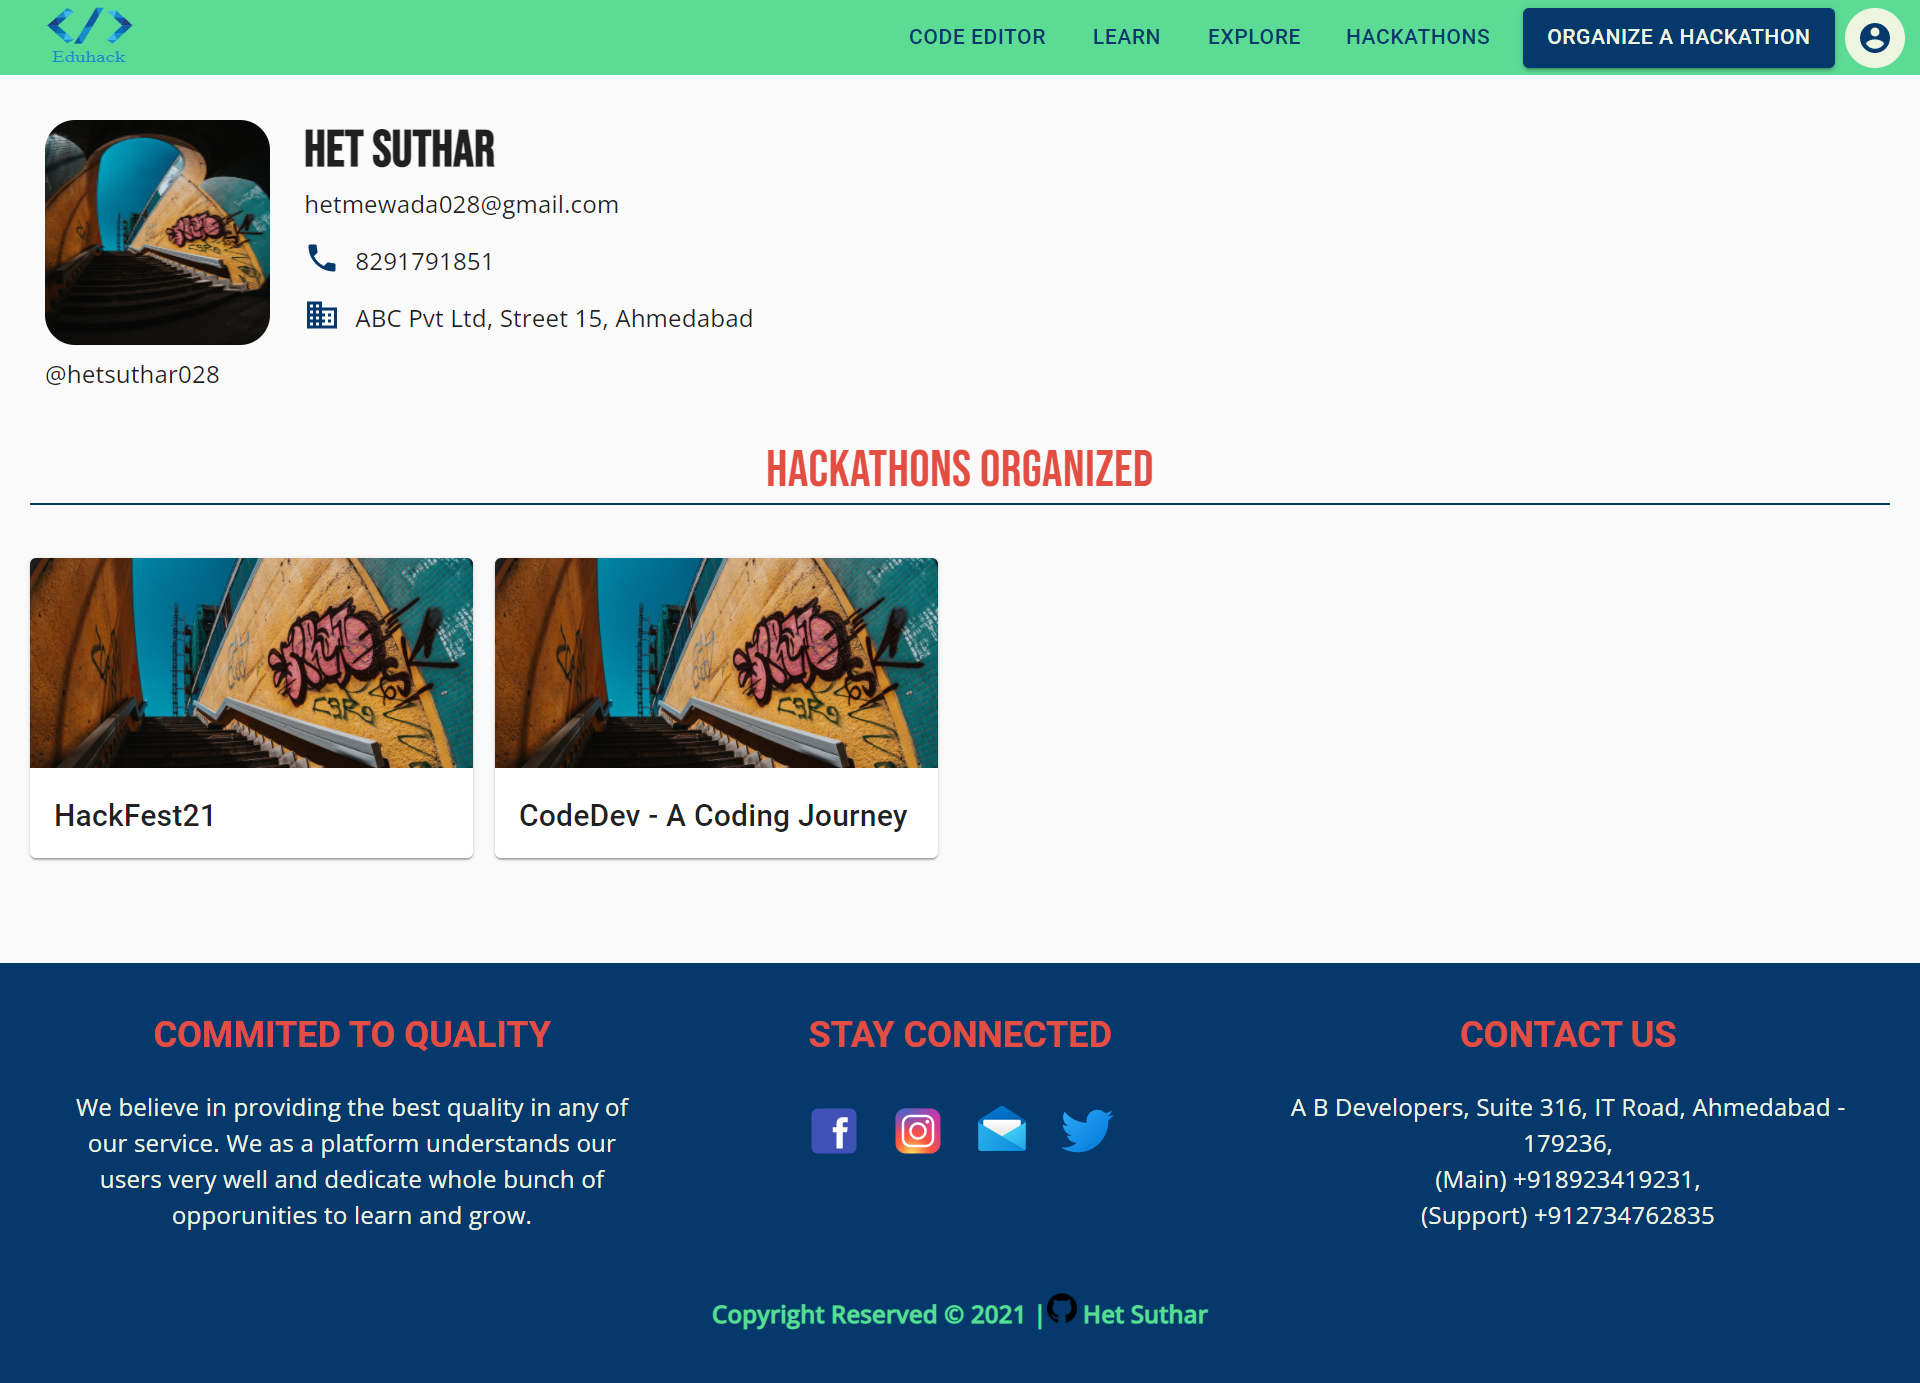 Eduhack
CODE EDITOR LEARN EXPLORE HACKATHONS ORGANIZE A HACKATHON
HET SUTHAR
hetmewada028@gmail.com
8291791851
ABC Pvt Ltd, Street 15, Ahmedabad
@hetsuthar028
HACKATHONS ORGANIZED
HackFest21
CodeDev - A Coding Journey
COMMITED TO QUALITY
We believe in providing the best quality in any of
our service. We as a platform understands our
users very well and dedicate whole bunch of
opporunities to learn and grow.
STAY CONNECTED
CONTACT US
A B Developers, Suite 316, IT Road, Ahmedabad -
179236,
(Main) +918923419231,
(Support) +912734762835
Copyright Reserved © 2021 | Het Suthar